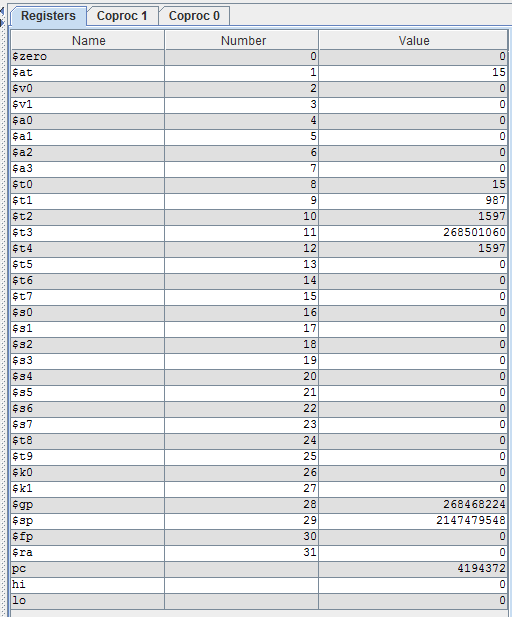 Registers Coproc 1 Coproc 0
Name Number Value
$zero 0 0
$at 1 15
$v0 2 0
$v1 3 0
$a0 4 0
$a1 5 0
$a2 6 0
$a3 7 0
$t0 8 15
$t1 9 987
$t2 10 1597
$t3 11 268501060
$t4 12 1597
$t5 13 0
$t6 14 0
$t7 15 0
$s0 16 0
$s1 17 0
$s2 18 0
$s3 19 0
$s4 20 0
$s5 21 0
$s6 22 0
$s7 23 0
$t8 24 0
$t9 25 0
$k0 26 0
$k1 27 0
$gp 28 268468224
$sp 29 2147479548
$fp 30 0
$ra 31 0
pc 4194372
hi 0
lo 0